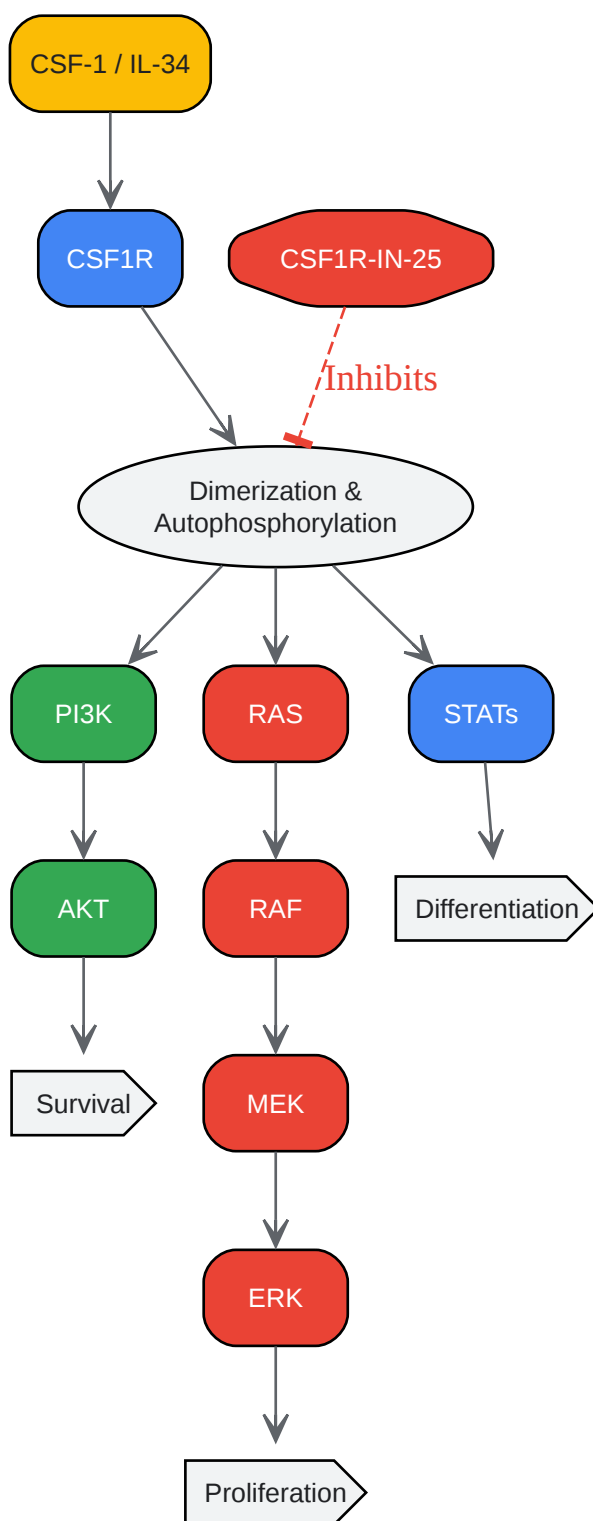 CSF-1 / IL-34
CSF1R
CSF1R-IN-25
Inhibits
Dimerization &
Autophosphorylation
PI3K
RAS
STATs
AKT
RAF
Differentiation
Survival
MEK
ERK
Proliferation